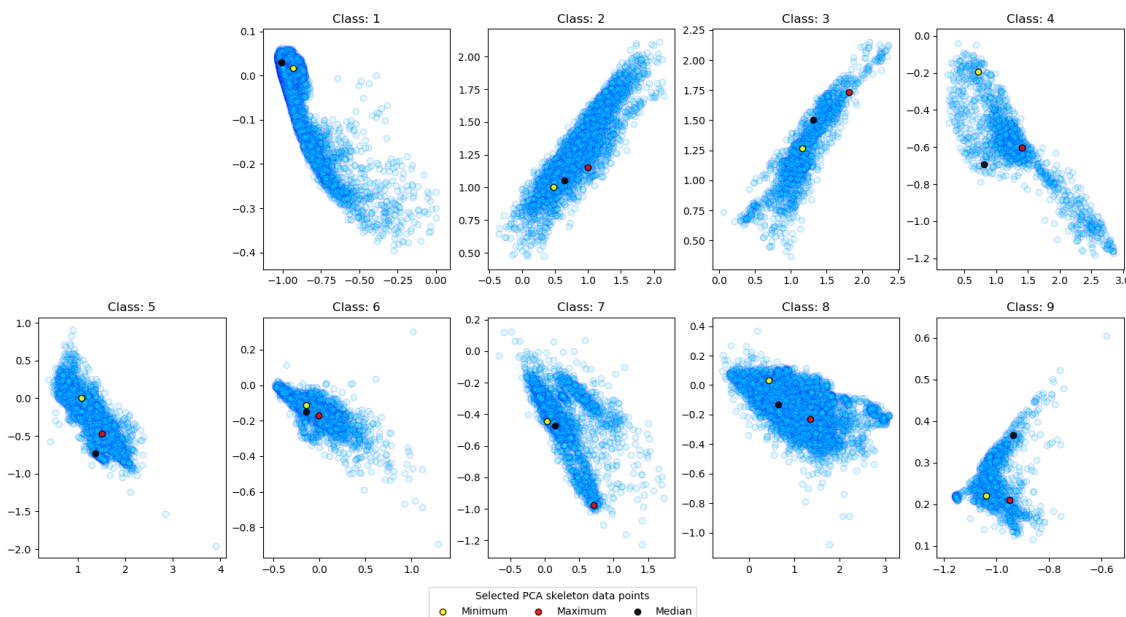 Class: 1 Class: 2 Class: 3 Class: 4
0.1 0.0 −0.1 −0.2 −0.3 −0.4
−1.00 −0.75 −0.50 −0.25 0.00
2.00 1.75 1.50 1.25 1.00 0.75 0.50
−0.5 0.0 0.5 1.0 1.5 2.0
2.25 2.00 1.75 1.50 1.25 1.00 0.75 0.50
0.0 0.5 1.0 1.5 2.0 2.5
0.0 −0.2 −0.4 −0.6 −0.8 −1.0 −1.2
0.5 1.0 1.5 2.0 2.5 3.0
Class: 5 Class: 6 Class: 7 Class: 8 Class: 9
1.0 0.5 0.0 −0.5 −1.0 −1.5 −2.0
1 2 3 4
0.2 0.0 −0.2 −0.4 −0.6 −0.8
−0.5 0.0 0.5 1.0
0.2 0.0 −0.2 −0.4 −0.6 −0.8 −1.0 −1.2
−0.5 0.0 0.5 1.0 1.5
0.4 0.2 0.0 −0.2 −0.4 −0.6 −0.8 −1.0
0 1 2 3
0.6 0.5 0.4 0.3 0.2 0.1
−1.2 −1.0 −0.8 −0.6
Selected PCA skeleton data points
Minimum Maximum Median